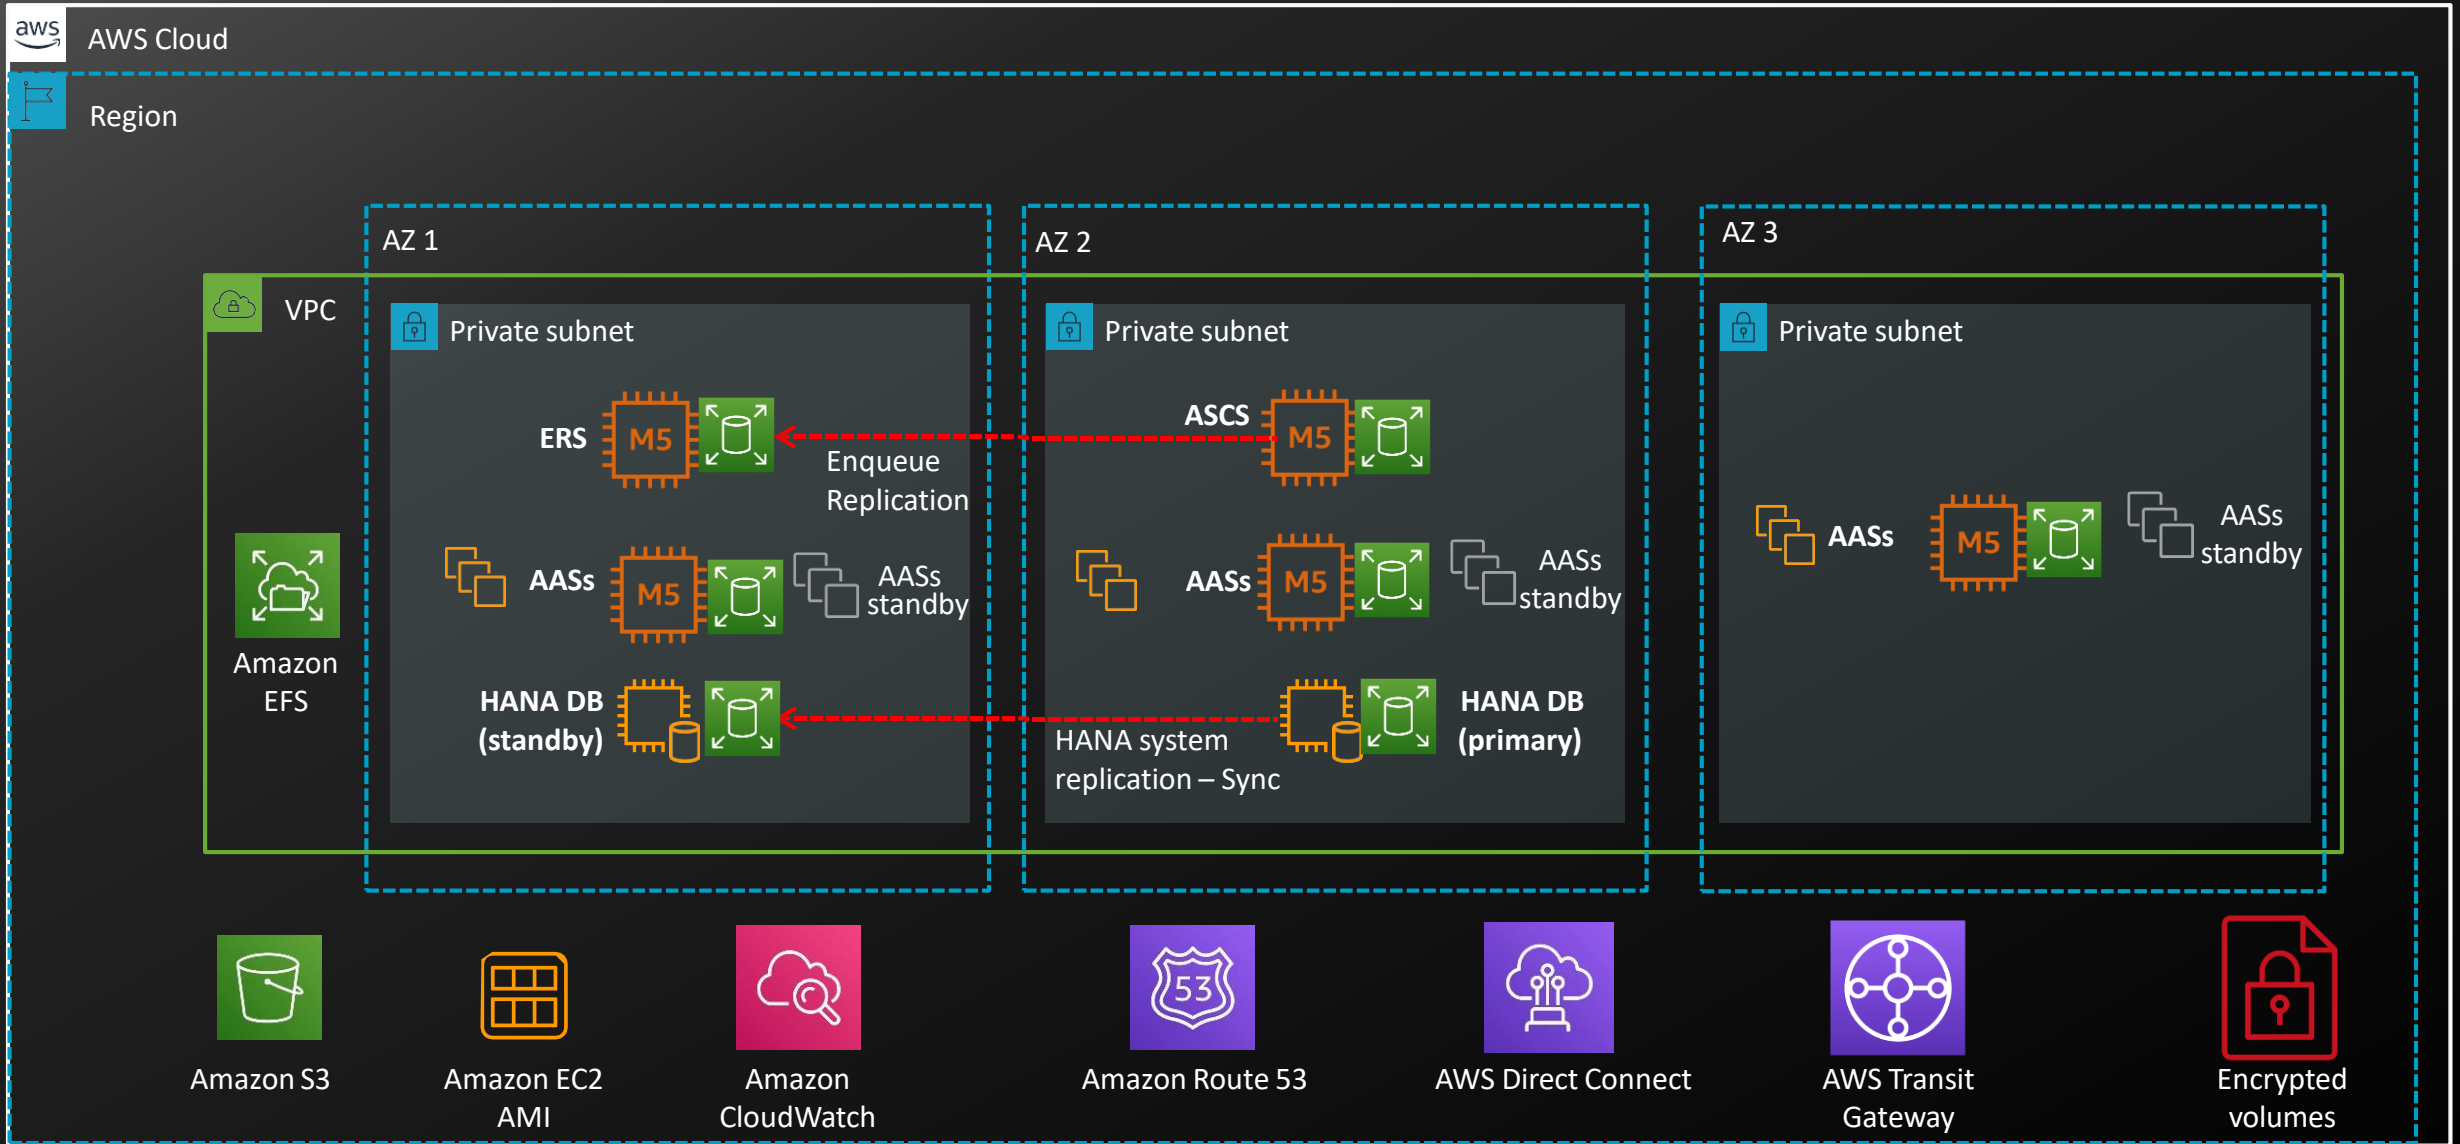 aws
AWS Cloud
Region
AZ 1
AZ 2
AZ 3
VPC
Private subnet
Private subnet
Private subnet
ERS
M5
Enqueue
Replication
ASCS
M5
AASs
M5
AASs
standby
AASs
M5
AASs
standby
AASs
M5
AASs
standby
Amazon
EFS
HANA DB
(standby)
HANA system
replication – Sync
HANA DB
(primary)
Amazon S3
Amazon EC2
AMI
Amazon
CloudWatch
53
Amazon Route 53
AWS Direct Connect
AWS Transit
Gateway
Encrypted
volumes